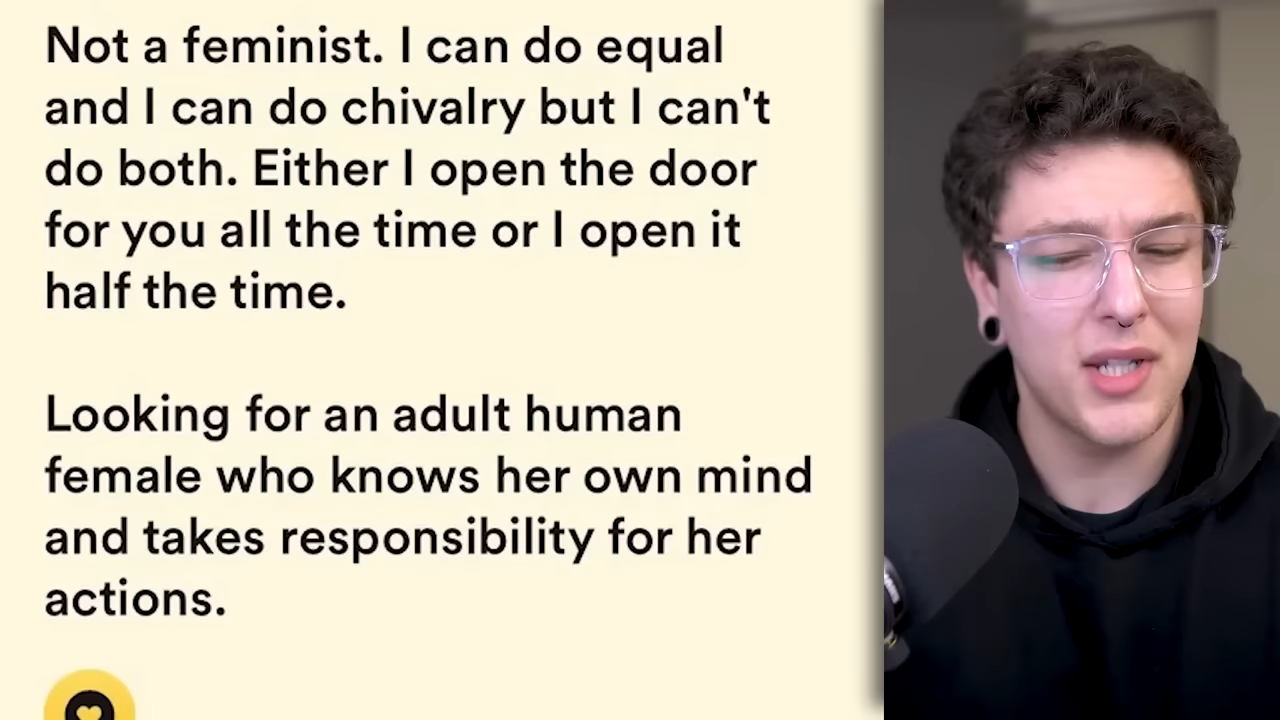 Not a feminist. I can do equal
and I can do chivalry but I can't
do both. Either I open the door
for you all the time or I open it
half the time.
Looking for an adult human
female who knows her own mind
and takes responsibility for her
actions.